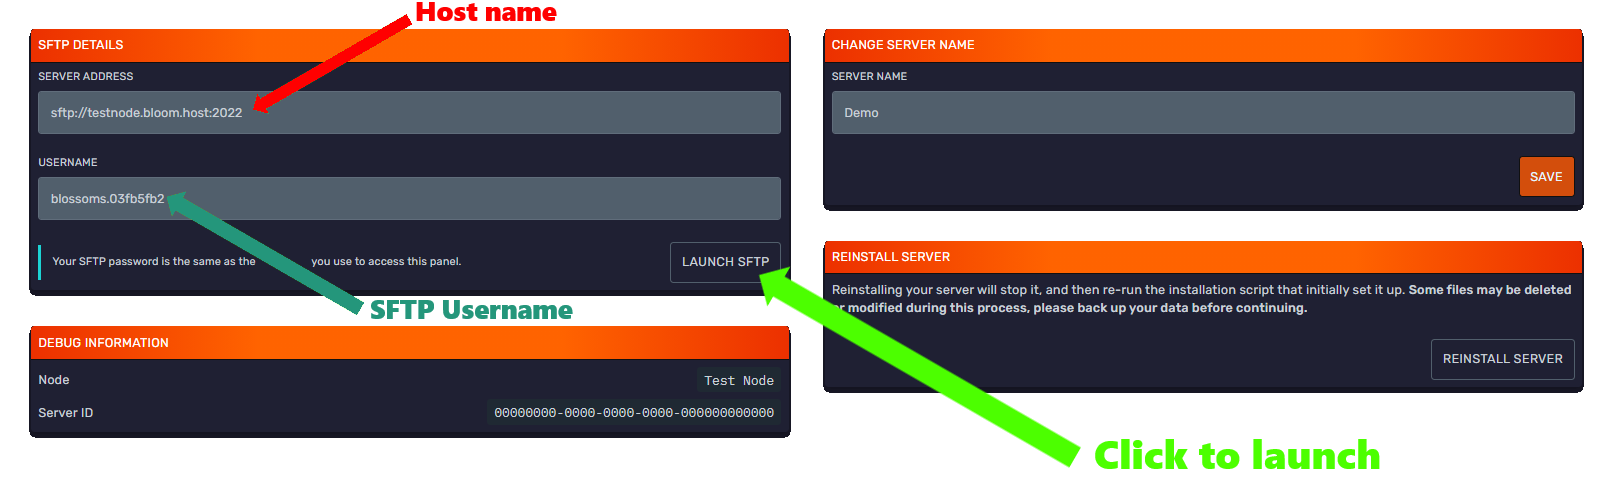 Host name
SFTP DETAILS
SERVER ADDRESS
sftp://testnode.bloom.host:2022
USERNAME
blossoms.03fb5fb2
Your SFTP password is the same as the you use to access this panel.
LAUNCH SFTP
SFTP Username
DEBUG INFORMATION
Node
Test Node
Server ID
00000000-0000-0000-0000-000000000000
CHANGE SERVER NAME
SERVER NAME
Demo
SAVE
REINSTALL SERVER
Reinstalling your server will stop it, and then re-run the installation script that initially set it up. Some files may be deleted
or modified during this process, please back up your data before continuing.
REINSTALL SERVER
Click to launch